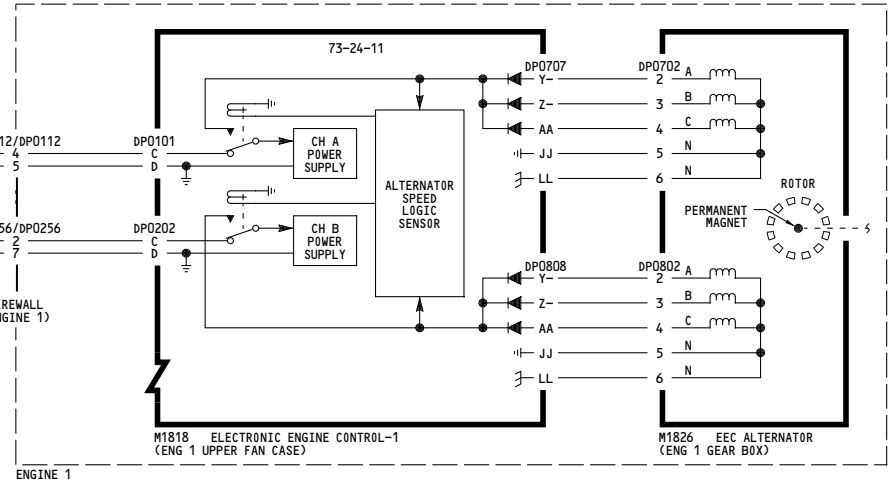 73-24-11
DP0707
DP0702
Y-
2
A
Z-
3
B
AA
4
C
JJ
5
N
LL
6
N
12/DP0112
4
5
DP0101
C
D
CH A
POWER
SUPPLY
ALTERNATOR
SPEED
LOGIC
SENSOR
ROTOR
PERMANENT
MAGNET
56/DP0256
2
7
DP0202
C
D
CH B
POWER
SUPPLY
DP0808
DP0802
Y-
2
A
Z-
3
B
AA
4
C
JJ
5
N
LL
6
N
IREWALL
NGINE 1)
M1818 ELECTRONIC ENGINE CONTROL-1
(ENG 1 UPPER FAN CASE)
M1826 EEC ALTERNATOR
(ENG 1 GEAR BOX)
ENGINE 1